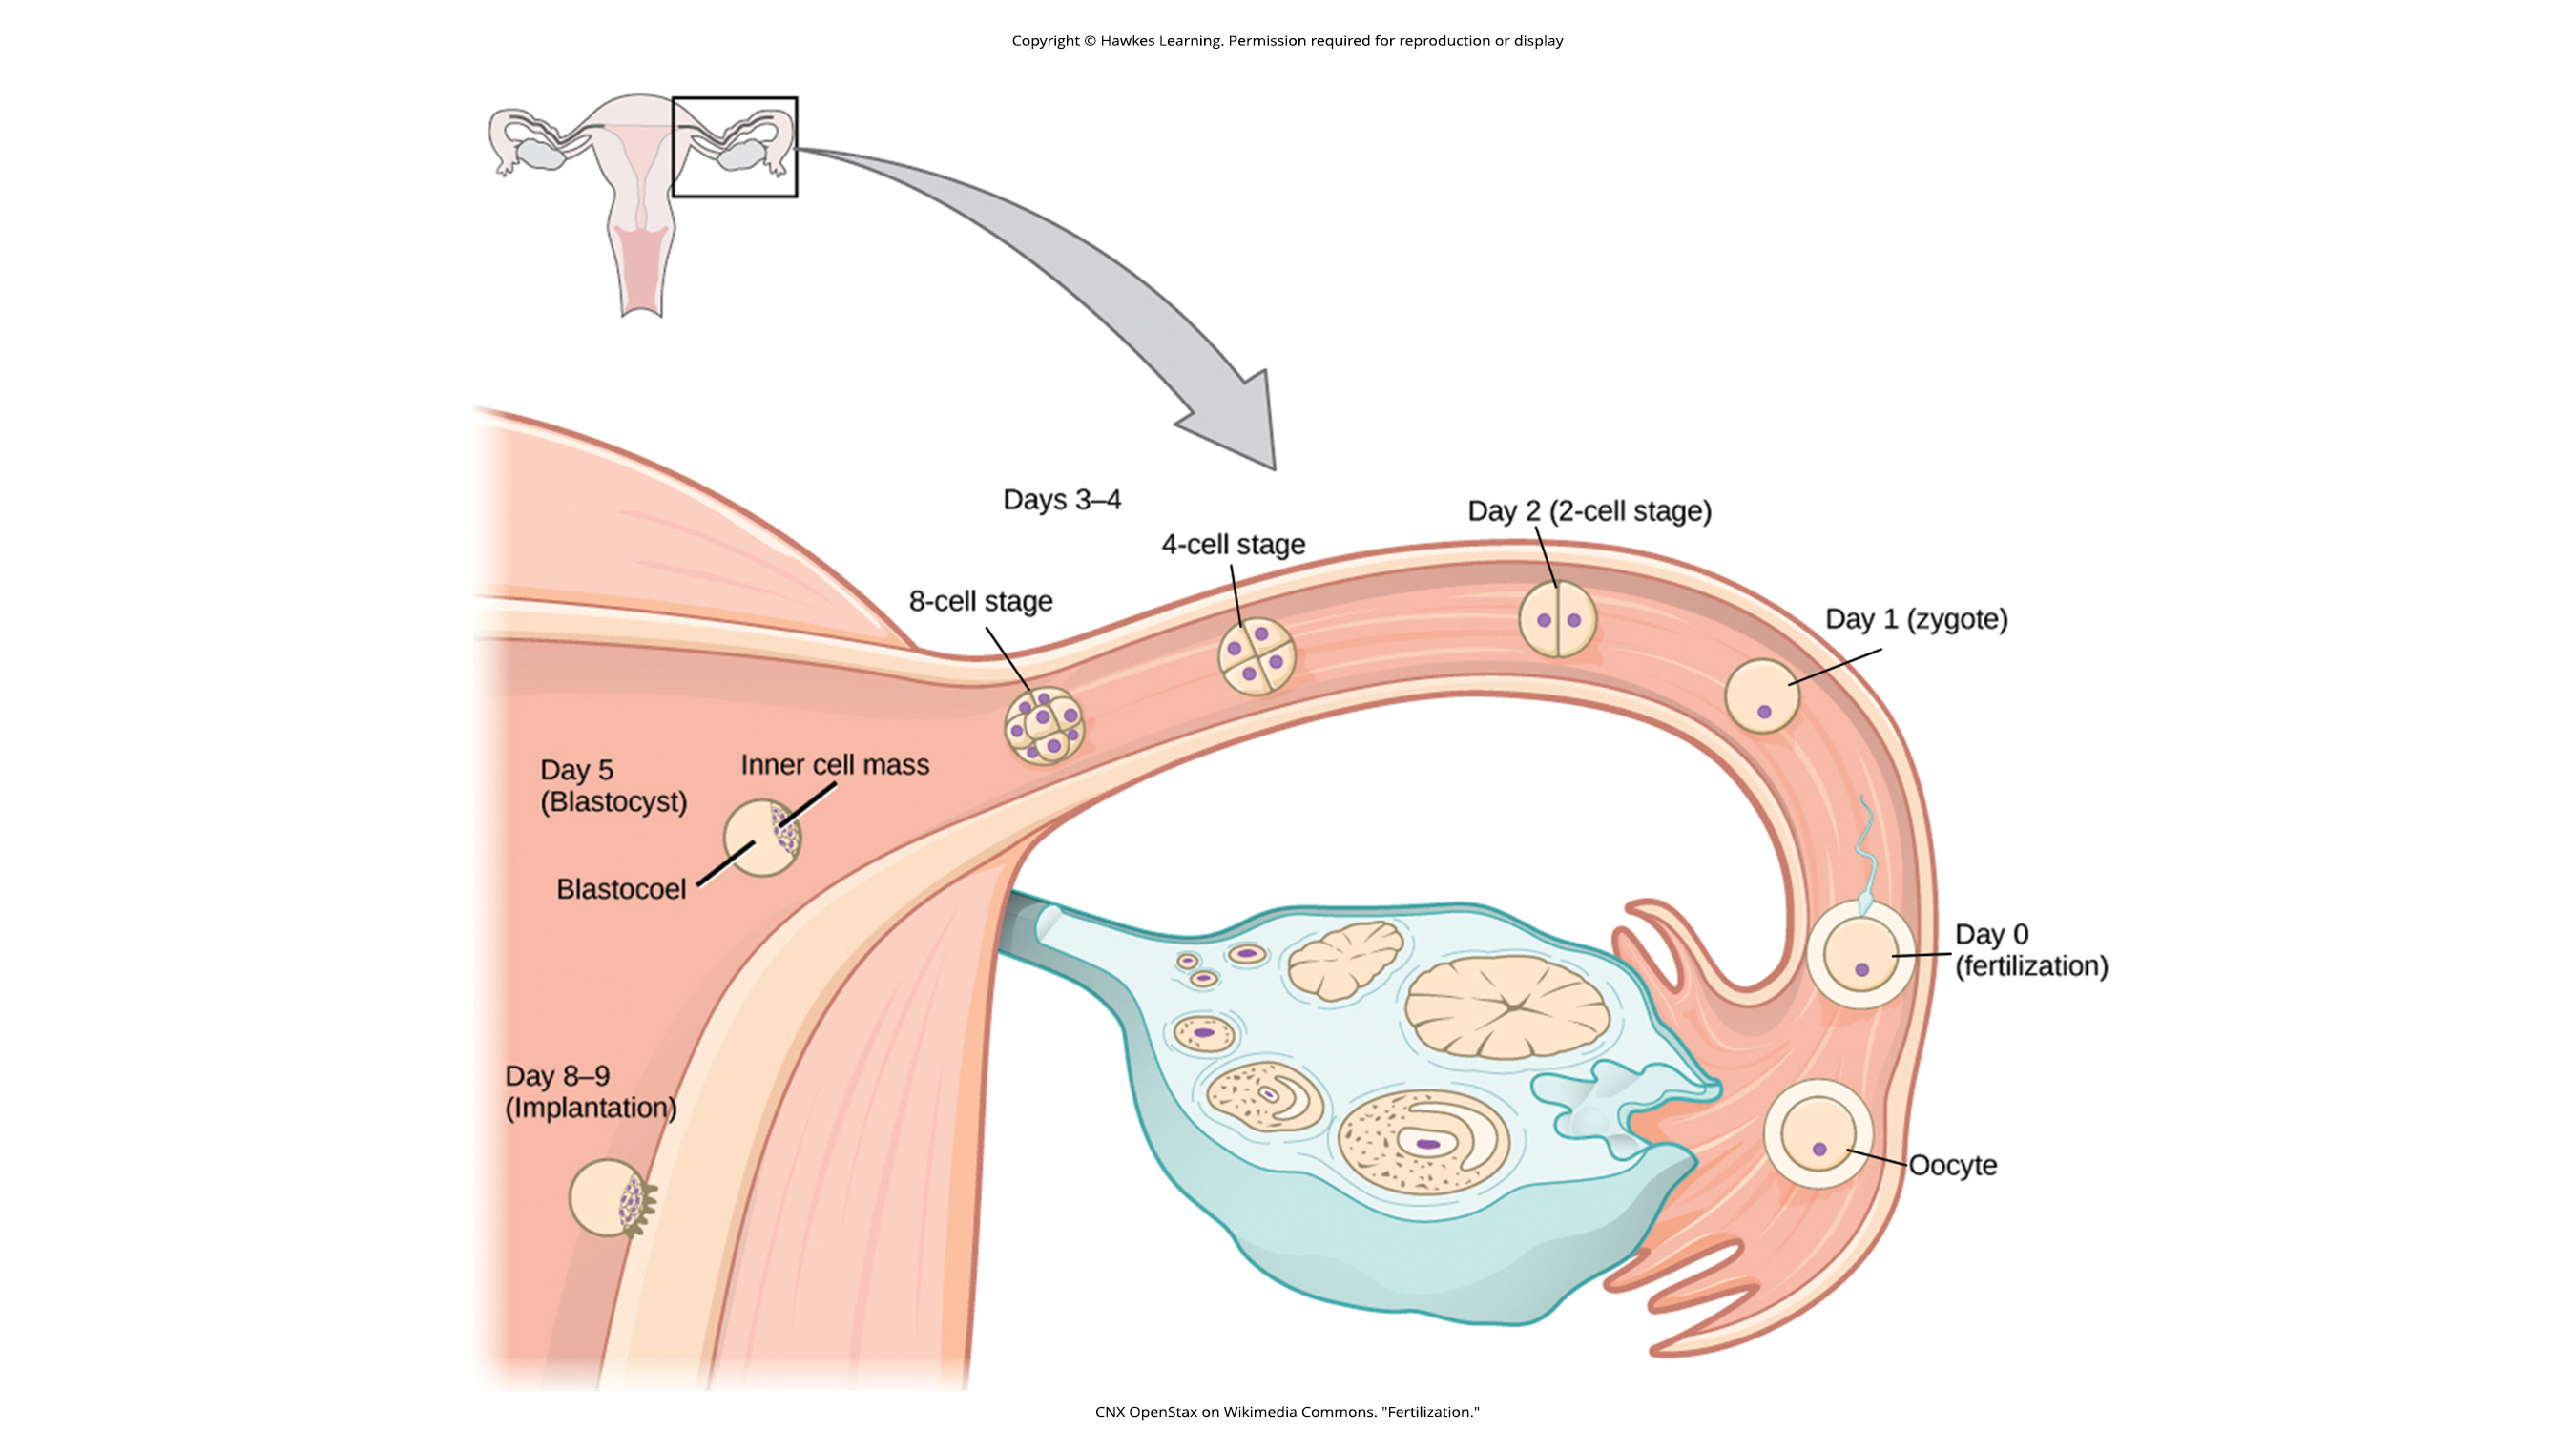 Copyright © Hawkes Learning. Permission required for reproduction or display
Days 3–4
Day 2 (2-cell stage)
4-cell stage
8-cell stage
Day 1 (zygote)
Day 5
(Blastocyst)
Inner cell mass
Blastocoel
Day 0
(fertilization)
Day 8–9
(Implantation)
Oocyte
CNX OpenStax on Wikimedia Commons. "Fertilization."